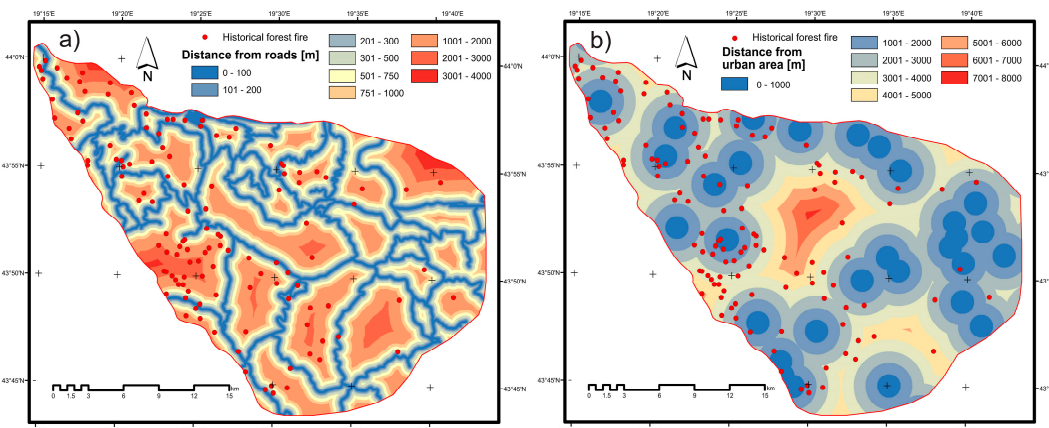 19°15'E 19°20'E 19°25'E 19°30'E 19°35'E 19°40'E
a)
N
Historical forest fire
Distance from roads [m]
0 - 100
101 - 200
201 - 300
301 - 500
501 - 750
751 - 1000
1001 - 2000
2001 - 3000
3001 - 4000
44°0'N
43°55'N
43°50'N
43°45'N
44°0'N
43°55'N
43°50'N
43°45'N
0 1.5 3 6 9 12 15
km
19°15'E 19°20'E 19°25'E 19°30'E 19°35'E 19°40'E
b)
N
Historical forest fire
Distance from
urban area [m]
0 - 1000
1001 - 2000
2001 - 3000
3001 - 4000
4001 - 5000
5001 - 6000
6001 - 7000
7001 - 8000
44°0'N
43°55'N
43°50'N
43°45'N
44°0'
43°
43°5
43°4
0 1.5 3 6 9 12 15
km